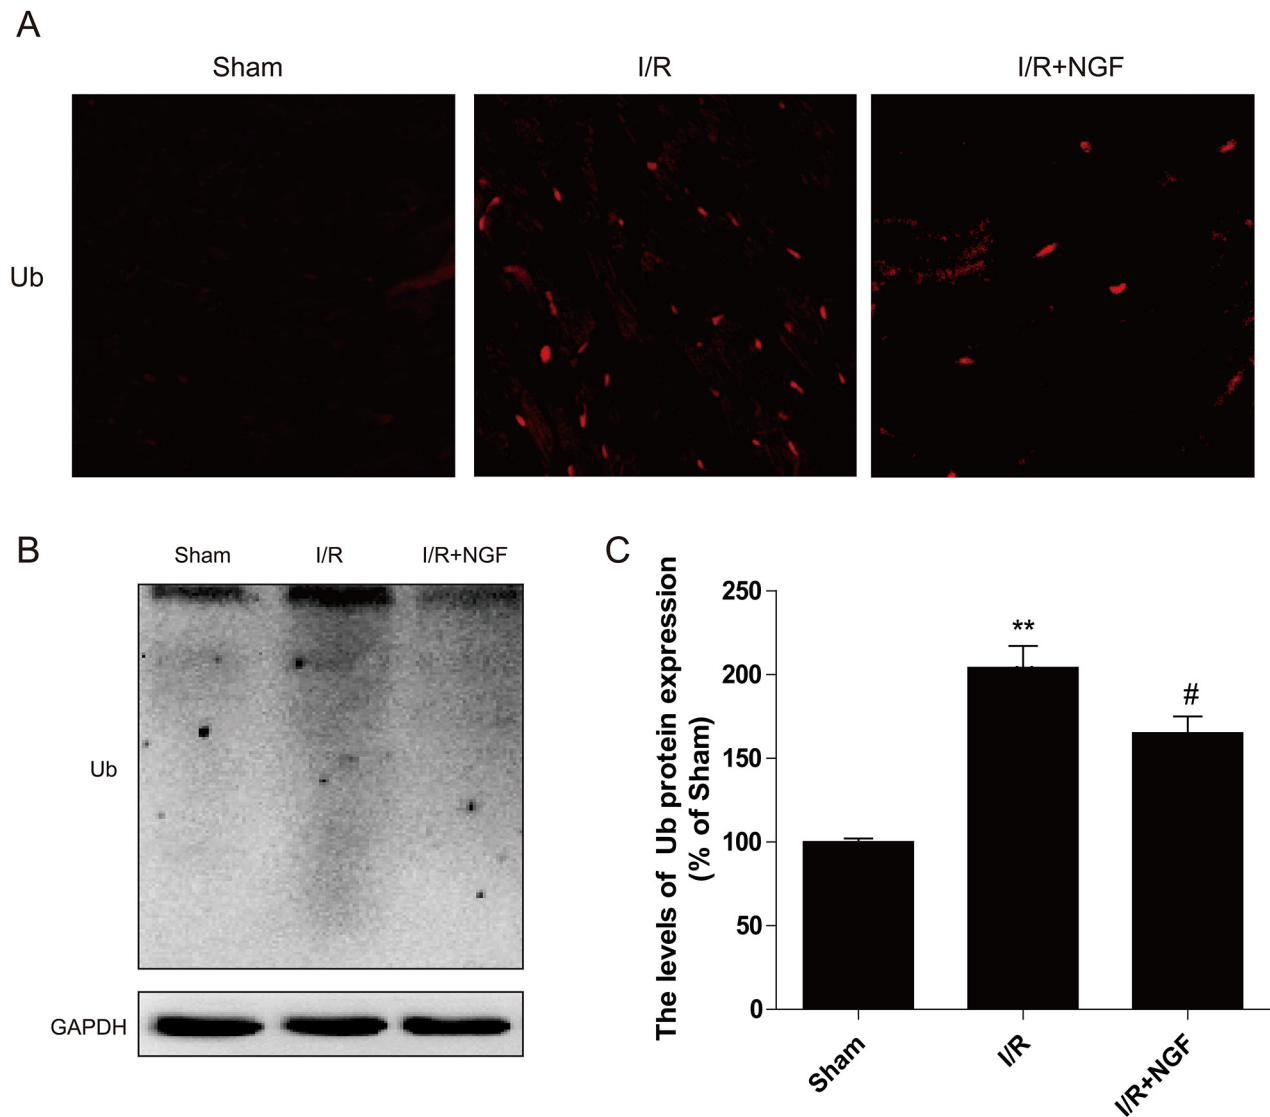 A
Sham I/R I/R+NGF
Ub
B
Sham I/R I/R+NGF
Ub
GAPDH
C
The levels of Ub protein expression
(% of Sham)
250
200
150
100
50
0
**
#
Sham I/R I/R+NGF